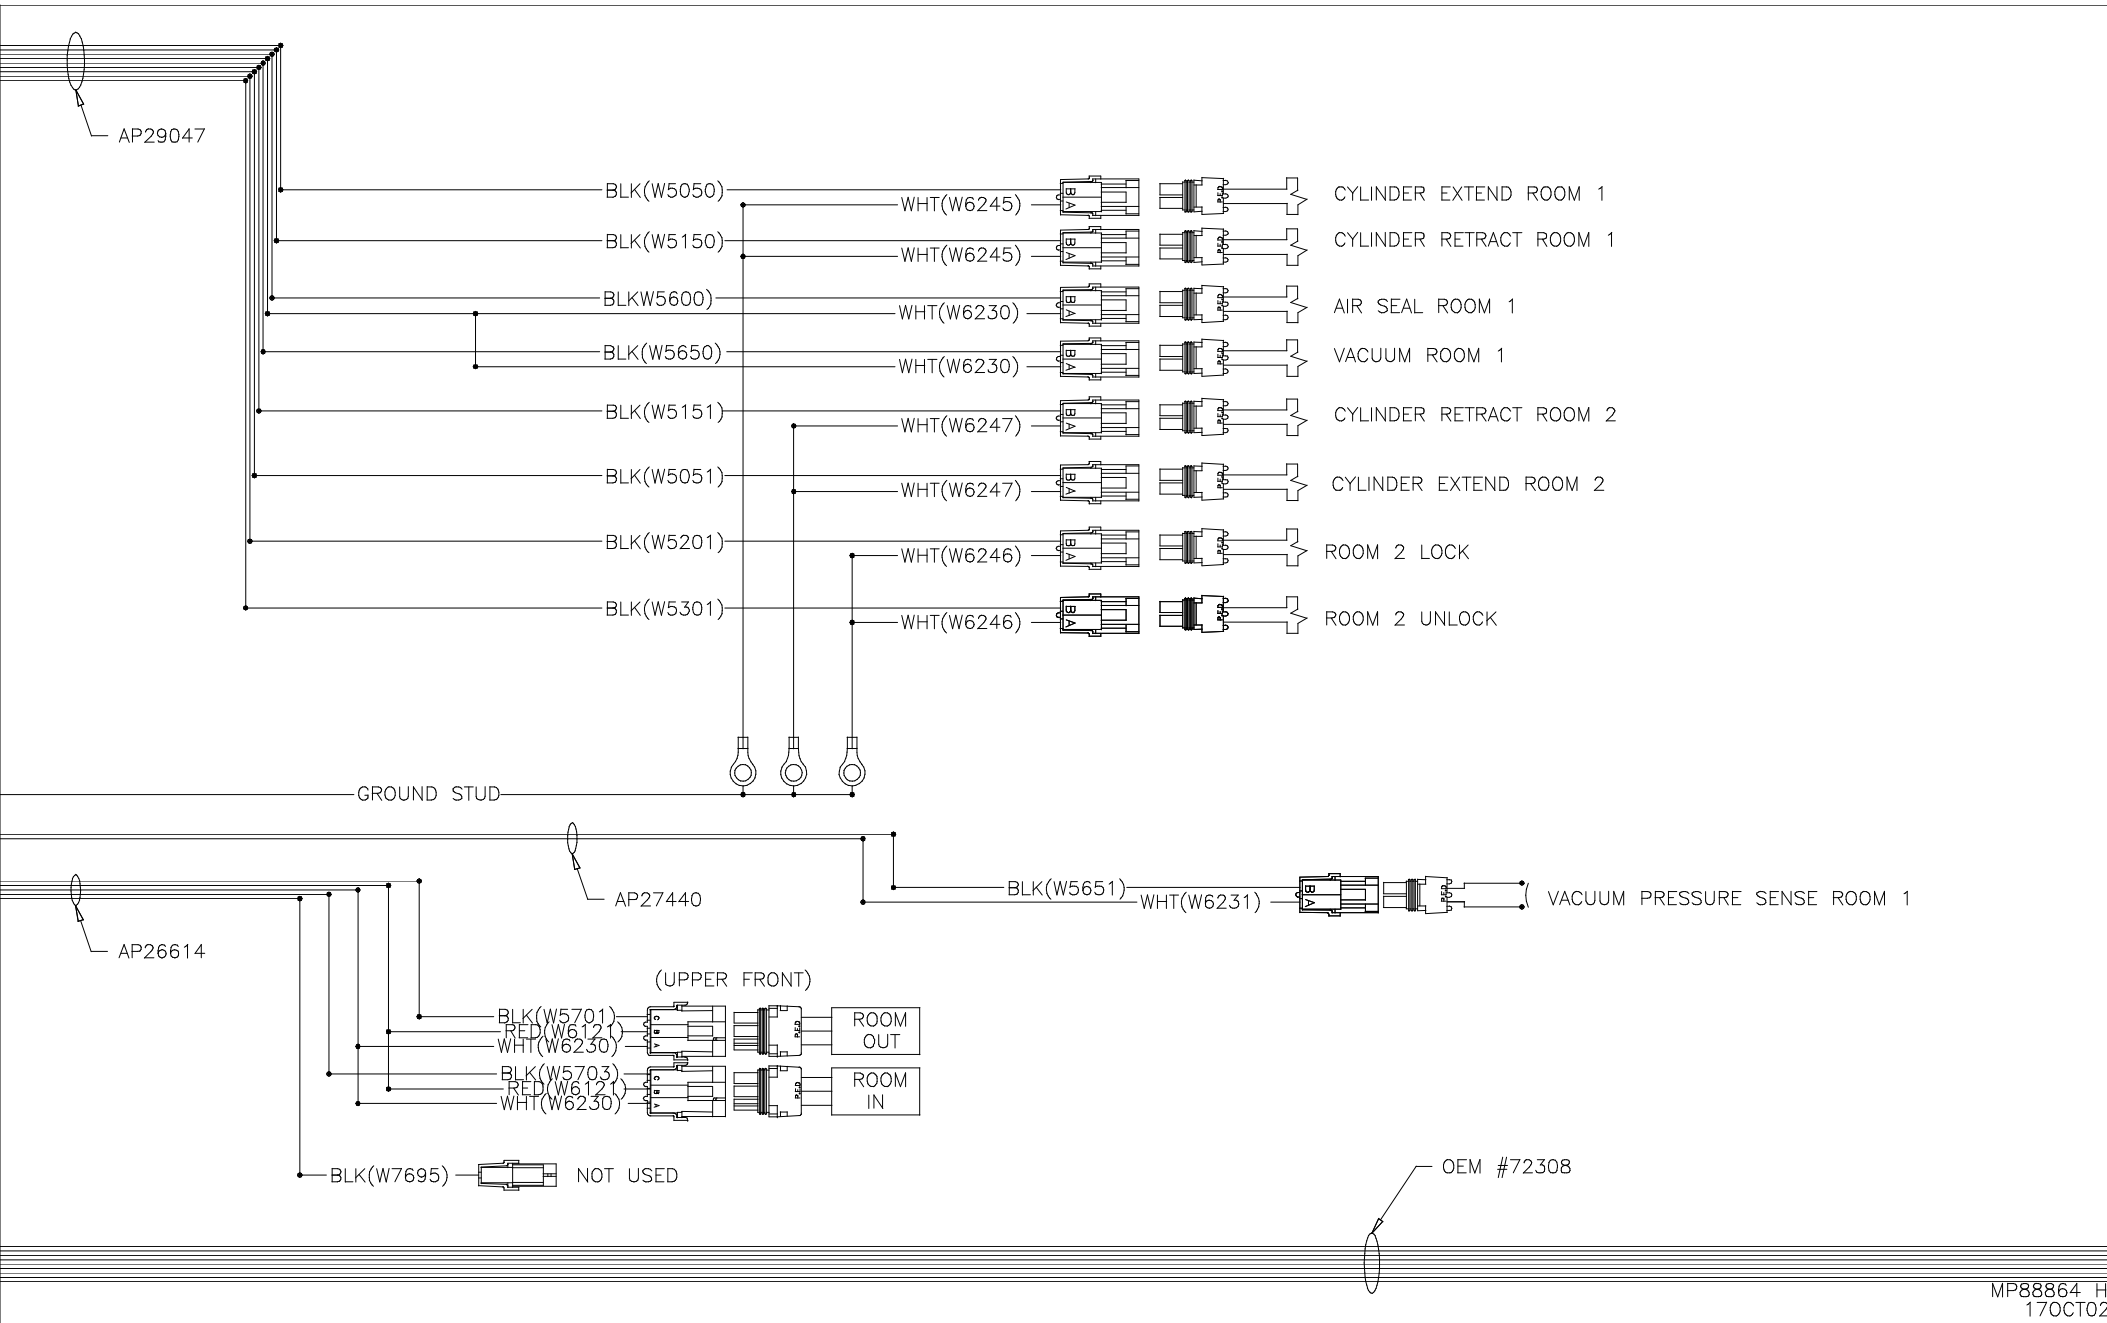 AP29047
BLK(W5050)
B
A
P.E.D
CYLINDER EXTEND ROOM 1
WHT(W6245)
BLK(W5150)
B
A
P.E.D
CYLINDER RETRACT ROOM 1
WHT(W6245)
BLKW5600)
B
A
P.E.D
AIR SEAL ROOM 1
WHT(W6230)
BLK(W5650)
B
A
P.E.D
VACUUM ROOM 1
WHT(W6230)
BLK(W5151)
B
A
P.E.D
CYLINDER RETRACT ROOM 2
WHT(W6247)
BLK(W5051)
B
A
P.E.D
CYLINDER EXTEND ROOM 2
WHT(W6247)
BLK(W5201)
B
A
P.E.D
ROOM 2 LOCK
WHT(W6246)
BLK(W5301)
B
A
P.E.D
ROOM 2 UNLOCK
WHT(W6246)
GROUND STUD
AP27440
BLK(W5651)
WHT(W6231)
B
A
P.E.D
VACUUM PRESSURE SENSE ROOM 1
AP26614
(UPPER FRONT)
BLK(W5701)
RED(W6121)
WHT(W6230)
C
B
A
P.E.D
ROOM
OUT
BLK(W5703)
RED(W6121)
WHT(W6230)
C
B
A
P.E.D
ROOM
IN
BLK(W7695)
NOT USED
OEM #72308
MP88864 H
17OCT02